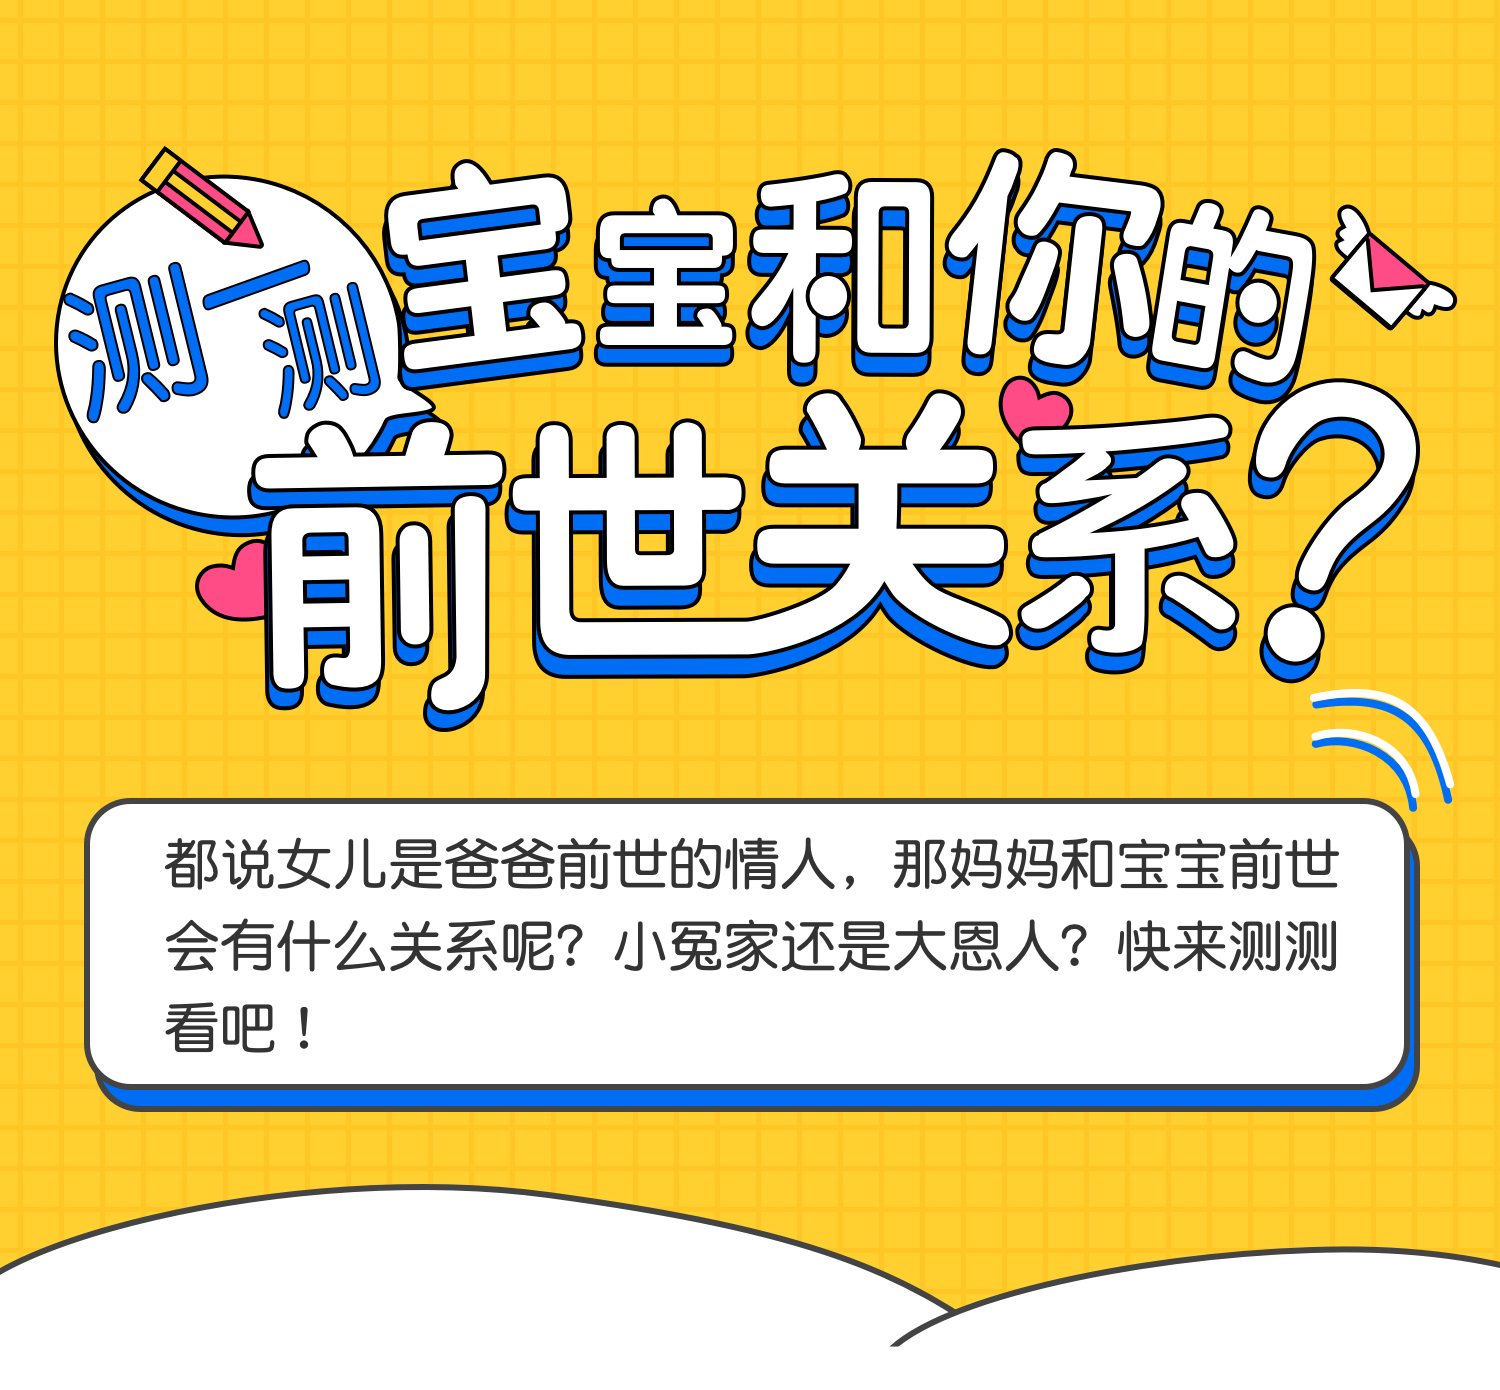 测一测
宝宝和你的
前世关系?
都说女儿是爸爸前世的情人，那妈妈和宝宝前世
会有什么关系呢？小冤家还是大恩人？快来测测
看吧！